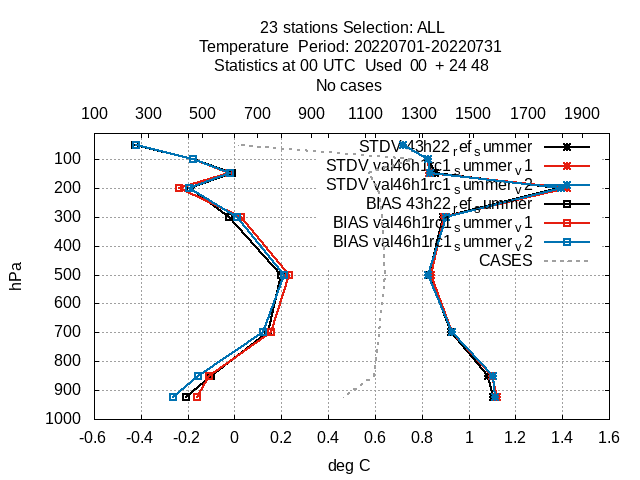 23 stations Selection: ALL
Temperature  Period: 20220701-20220731
Statistics at 00 UTC  Used  00  + 24 48
No cases
100 300 500 700 900 1100 1300 1500 1700 1900
STDV 43h22_ref_summer
100
STDV val46h1rc1_summer_v1
STDV val46h1rc1_summer_v2
200
BIAS 43h22_ref_summer
300
BIAS val46h1rc1_summer_v1
BIAS val46h1rc1_summer_v2
400
CASES
500
hPa
600
700
800
900
1000
-0.6 -0.4 -0.2 0 0.2 0.4 0.6 0.8 1 1.2 1.4 1.6
deg C